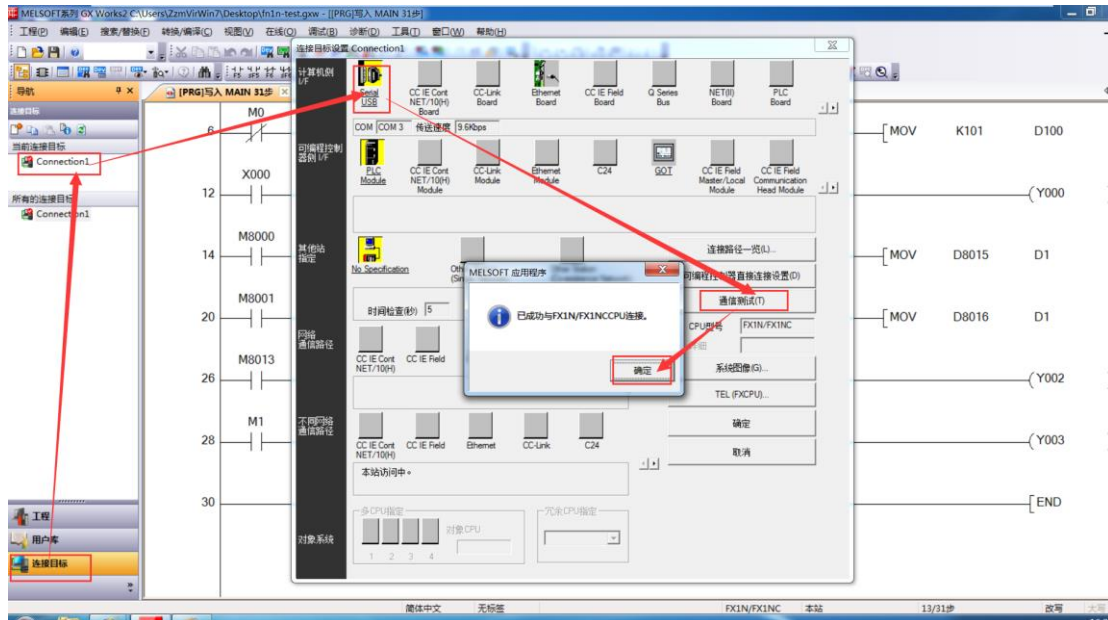 MELSOFT系列 GX Works2 C:\Users\ZzmVirWin7\Desktop\fn1n-test.gxw - [[PRG]写入 MAIN 31步]
工程(P) 编辑(E) 搜索/替换(F) 转换/编译(C) 视图(V) 在线(O) 调试(B) 诊断(D) 工具(T) 窗口(W) 帮助(H)
导航
连接目标
当前连接目标
Connection1
所有的连接目标
Connection1
工程
用户库
连接目标
[PRG]写入 MAIN 31步
M0
6
MOV K101 D100
X000
12
Y000
M8000
14
MOV D8015 D1
M8001
20
MOV D8016 D1
M8013
26
Y002
M1
28
Y003
30
END
连接目标设置 Connection1
计算机侧
I/F
Serial
USB
CC IE Cont
NET/10(H)
Board
CC-Link
Board
Ethernet
Board
CC IE Field
Board
Q Series
Bus
NET(II)
Board
PLC
Board
COM COM 3 传送速度 9.6Kbps
可编程控制
器侧 I/F
PLC
Module
CC IE Cont
NET/10(H)
Module
CC-Link
Module
Ethernet
Module
C24
GOT
CC IE Field
Master/Local
Module
CC IE Field
Communication
Head Module
其他站
指定
No Specification
时间检查(秒) 5
网络
通信路径
CC IE Cont
NET/10(H)
CC IE Field
不同网络
通信路径
CC IE Cont
NET/10(H)
CC IE Field
Ethernet
CC-Link
C24
本站访问中。
对象系统
多CPU指定
1 2 3 4
对象CPU
冗余CPU指定
连接路径一览(L)...
可编程控制器直接连接设置(D)
通信测试(T)
CPU型号 FX1N/FX1NC
系统图像(G)...
TEL (FXCPU)...
确定
取消
MELSOFT 应用程序
已成功与FX1N/FX1NCCPU连接。
确定
简体中文 无标签 FX1N/FX1NC 本站 13/31步 改写 大写